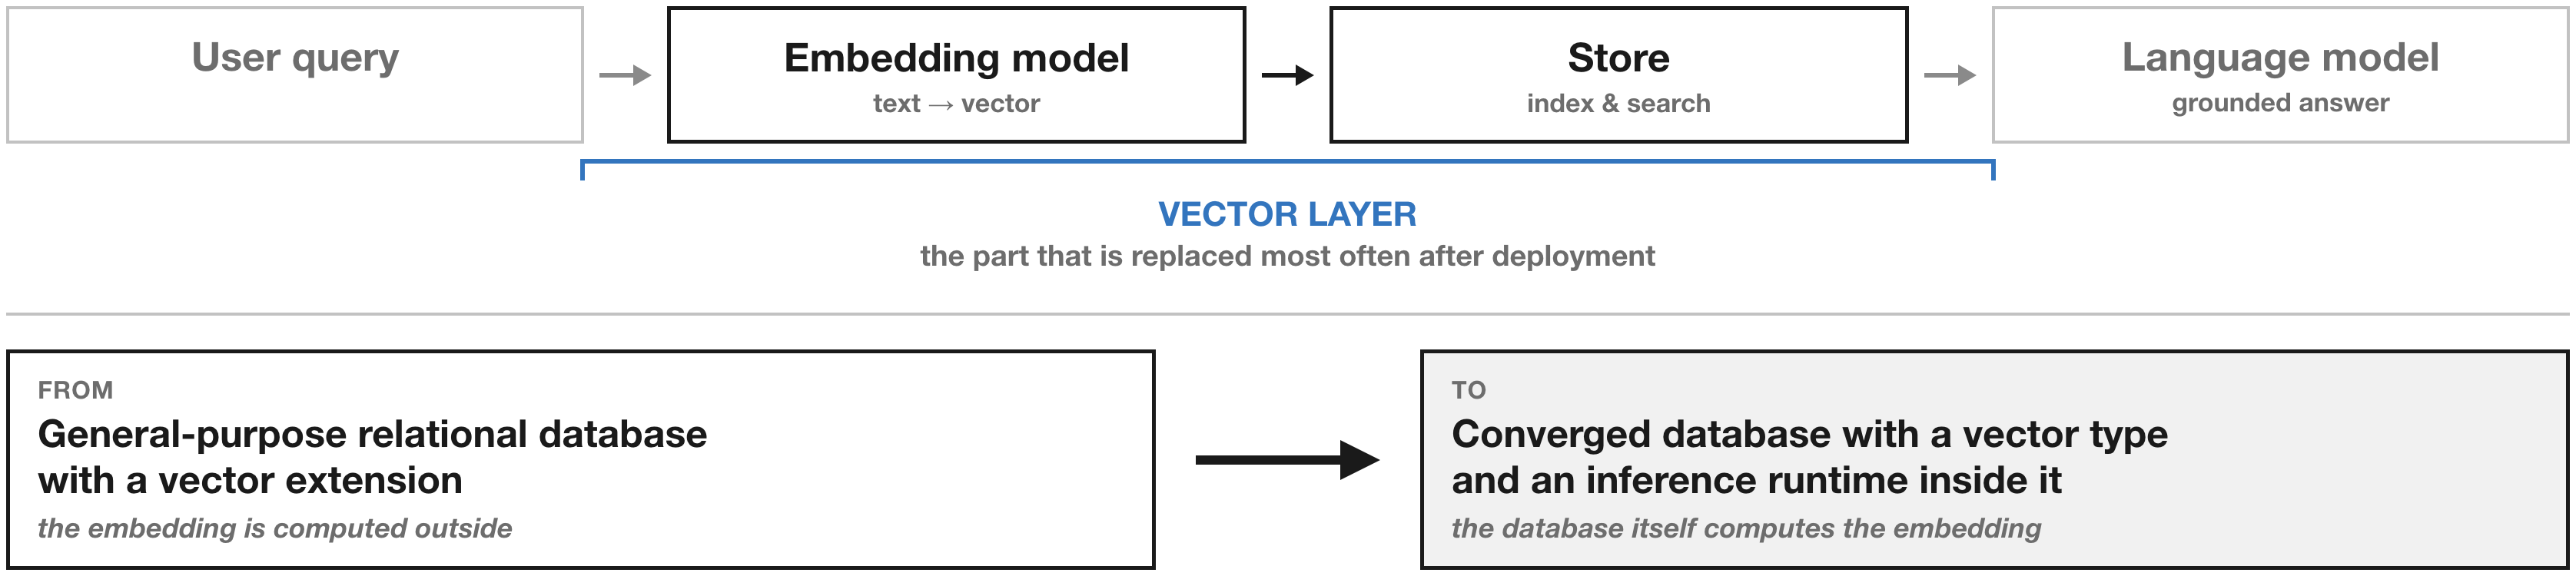 User query
Embedding model
text → vector
Store
index & search
Language model
grounded answer
VECTOR LAYER
the part that is replaced most often after deployment
FROM
General-purpose relational database
with a vector extension
the embedding is computed outside
TO
Converged database with a vector type
and an inference runtime inside it
the database itself computes the embedding